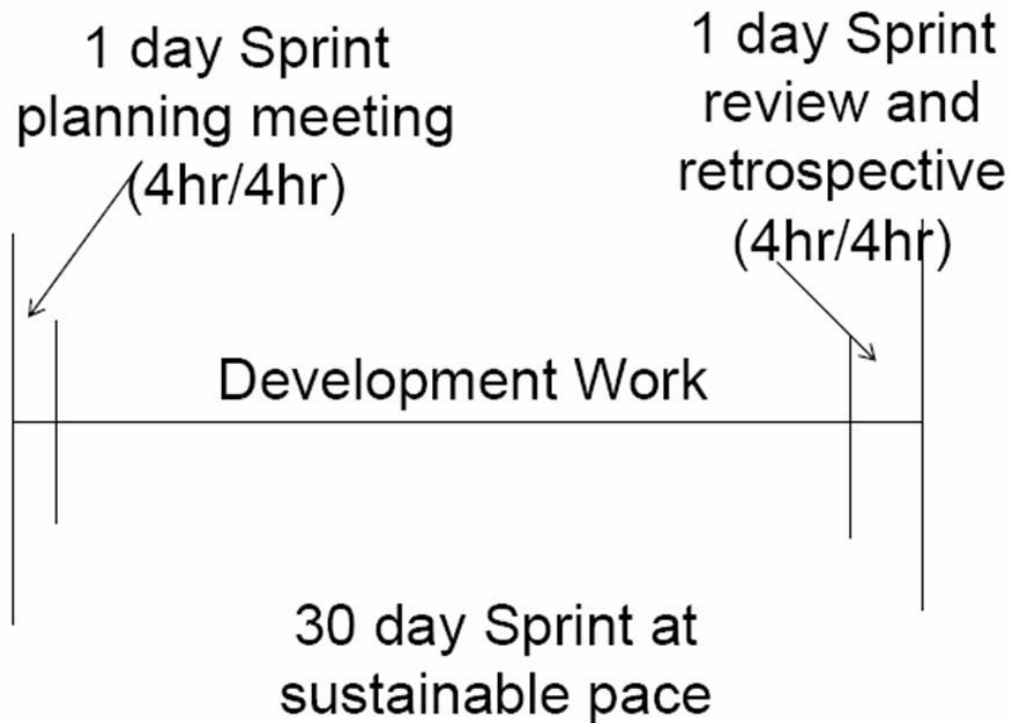 1 day Sprint
planning meeting
(4hr/4hr)
1 day Sprint
review and
retrospective
(4hr/4hr)
Development Work
30 day Sprint at
sustainable pace